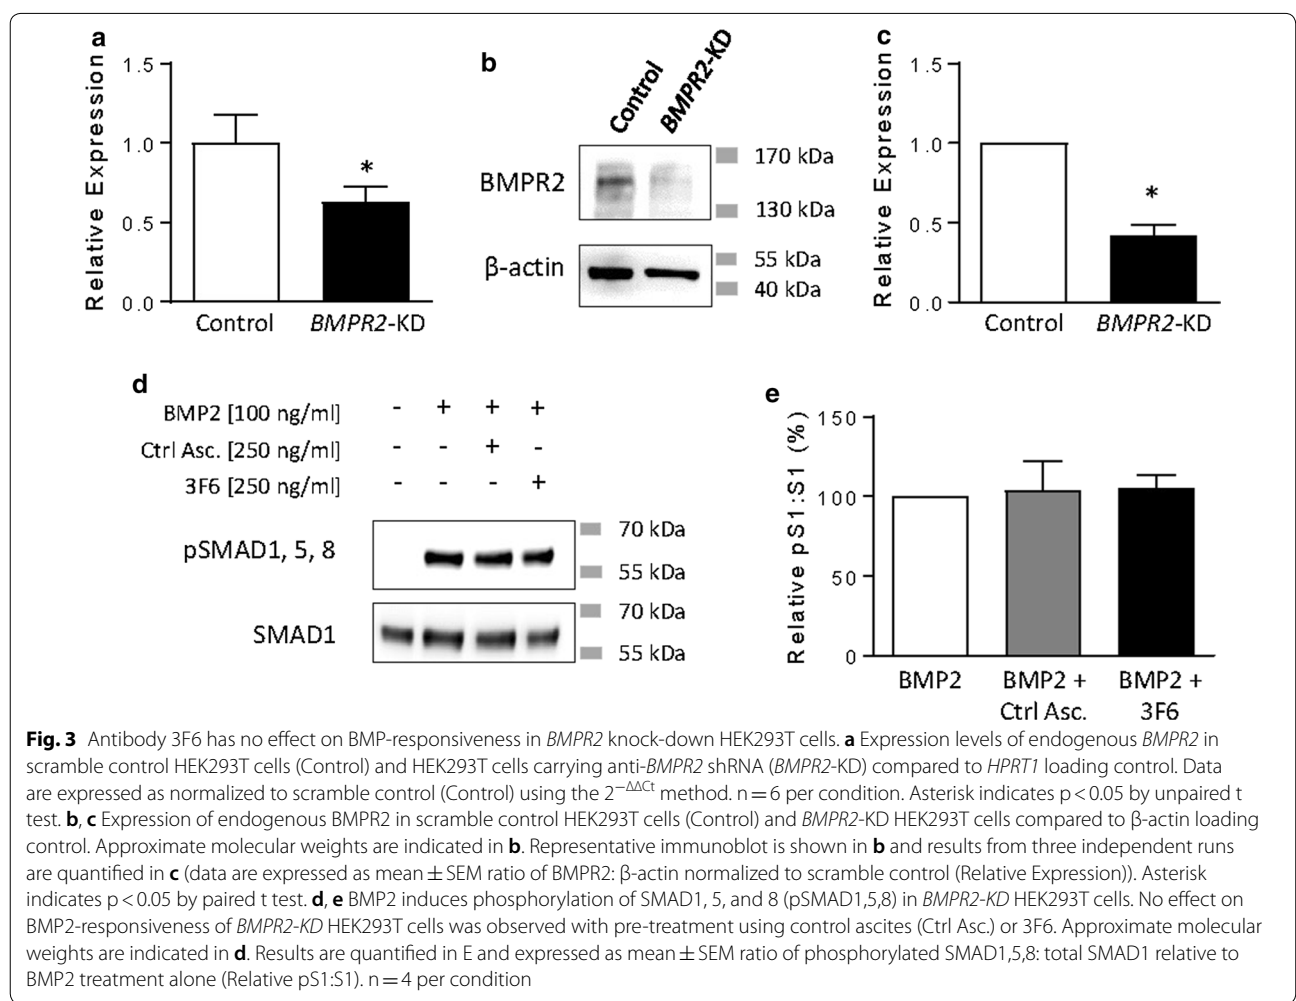 a
1.5
1.0
0.5
0.0
Relative Expression
*
Control
BMPR2-KD
b
Control
BMPR2-KD
BMPR2
170 kDa
130 kDa
β-actin
55 kDa
40 kDa
c
1.5
1.0
0.5
0.0
Relative Expression
*
Control
BMPR2-KD
d
BMP2 [100 ng/ml] - + + +
Ctrl Asc. [250 ng/ml] - - + -
3F6 [250 ng/ml] - - - +
pSMAD1, 5, 8
70 kDa
55 kDa
SMAD1
70 kDa
55 kDa
e
150
100
50
0
Relative pS1:S1 (%)
BMP2
BMP2 +
Ctrl Asc.
BMP2 +
3F6
Fig. 3 Antibody 3F6 has no effect on BMP-responsiveness in BMPR2 knock-down HEK293T cells. a Expression levels of endogenous BMPR2 in
scramble control HEK293T cells (Control) and HEK293T cells carrying anti-BMPR2 shRNA (BMPR2-KD) compared to HPRT1 loading control. Data
are expressed as normalized to scramble control (Control) using the 2−ΔΔCt method. n = 6 per condition. Asterisk indicates p < 0.05 by unpaired t
test. b, c Expression of endogenous BMPR2 in scramble control HEK293T cells (Control) and BMPR2-KD HEK293T cells compared to β-actin loading
control. Approximate molecular weights are indicated in b. Representative immunoblot is shown in b and results from three independent runs
are quantified in c (data are expressed as mean ± SEM ratio of BMPR2: β-actin normalized to scramble control (Relative Expression)). Asterisk
indicates p < 0.05 by paired t test. d, e BMP2 induces phosphorylation of SMAD1, 5, and 8 (pSMAD1,5,8) in BMPR2-KD HEK293T cells. No effect on
BMP2-responsiveness of BMPR2-KD HEK293T cells was observed with pre-treatment using control ascites (Ctrl Asc.) or 3F6. Approximate molecular
weights are indicated in d. Results are quantified in E and expressed as mean ± SEM ratio of phosphorylated SMAD1,5,8: total SMAD1 relative to
BMP2 treatment alone (Relative pS1:S1). n = 4 per condition